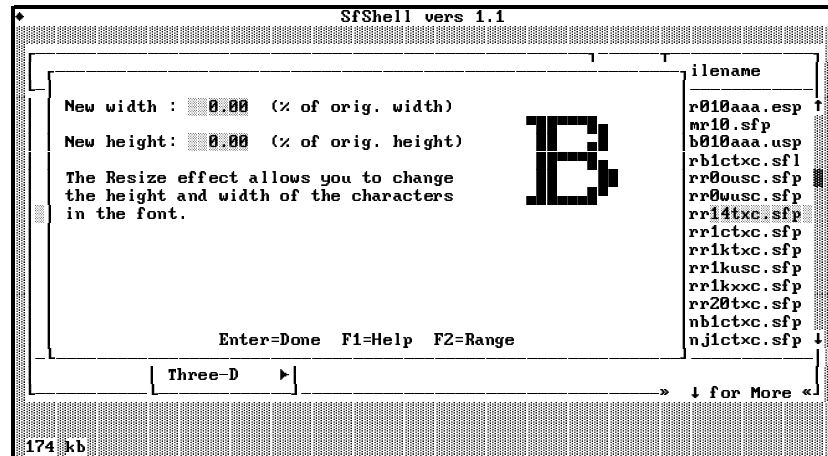 SfShell vers 1.1
ilename
New width : 0.00 (% of orig. width)
New height: 0.00 (% of orig. height)
The Resize effect allows you to change
the height and width of the characters
in the font.
B
Enter=Done F1=Help F2=Range
r010aaa.esp ↑
mr10.sfp
b010aaa.usp
rb1ctxc.sfl
rr0ousc.sfp
rr0wusc.sfp
rr14txc.sfp
rr1ctxc.sfp
rr1ktxc.sfp
rr1kusc.sfp
rr1kxxc.sfp
rr20txc.sfp
nb1ctxc.sfp
nj1ctxc.sfp ↓
Three-D ►
» ↓ for More «
174 kb